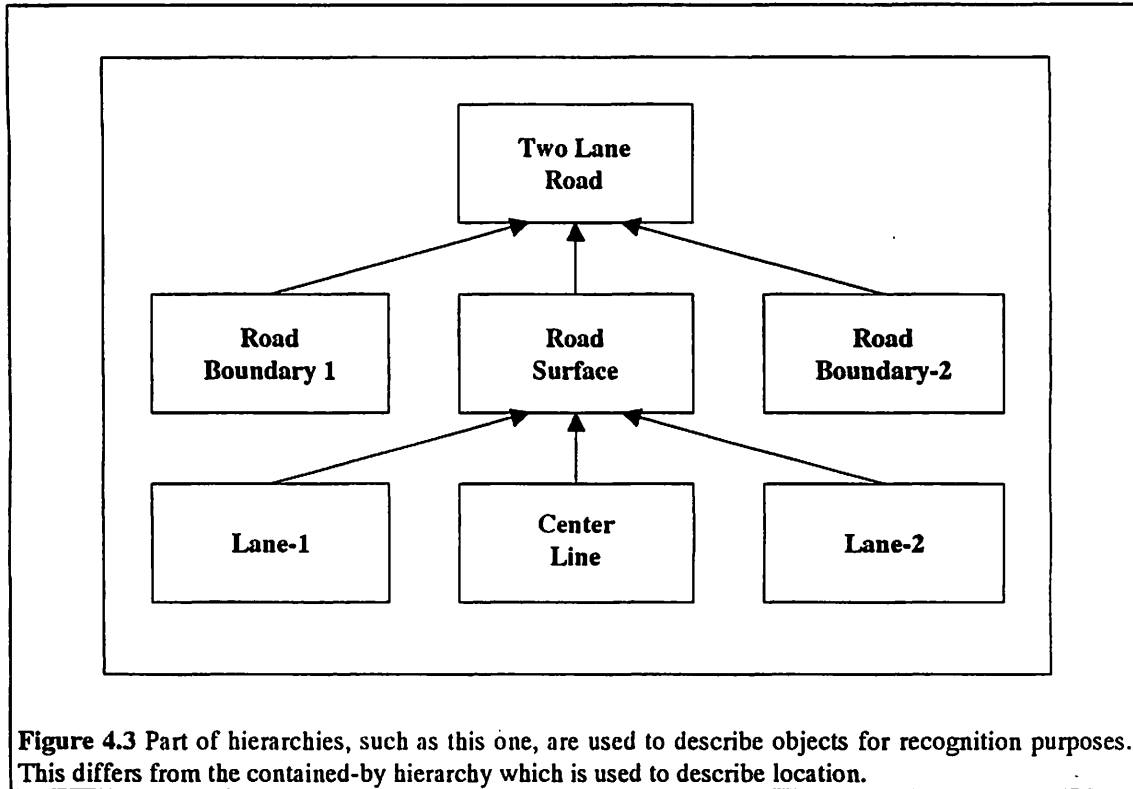 Two Lane
Road
Road
Boundary 1
Road
Surface
Road
Boundary-2
Lane-1
Center
Line
Lane-2
Figure 4.3 Part of hierarchies, such as this one, are used to describe objects for recognition purposes.
This differs from the contained-by hierarchy which is used to describe location.